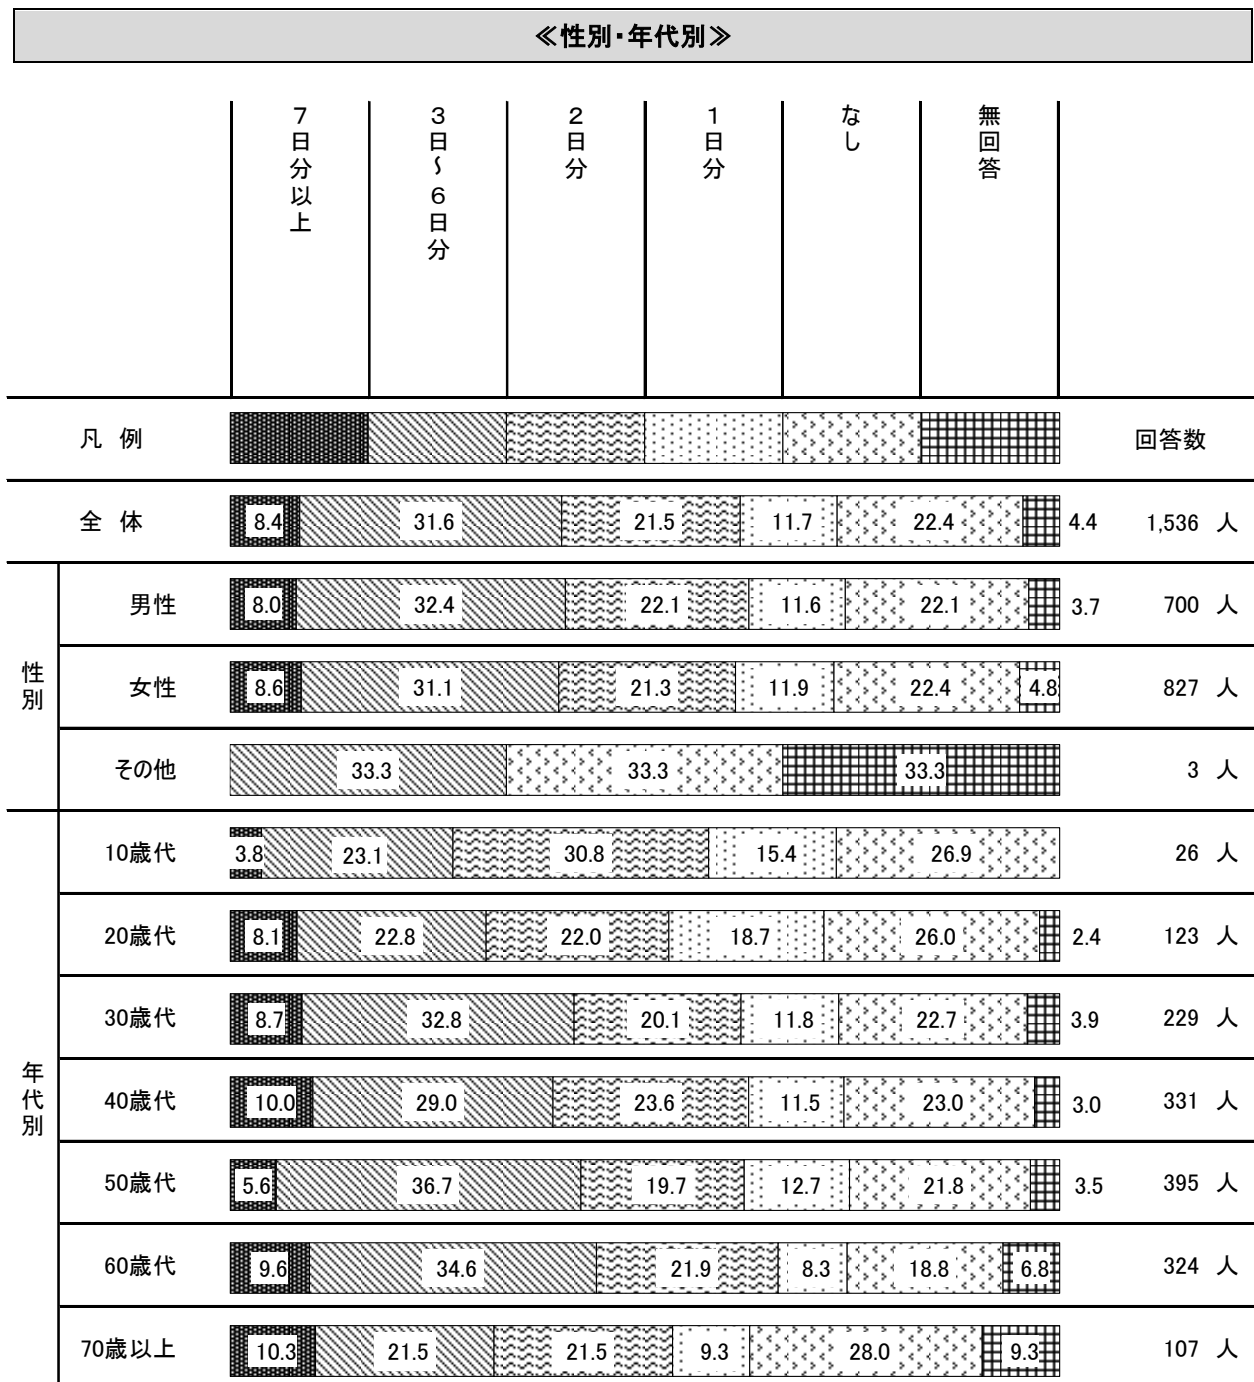 ≪性別・年代別≫
7日分以上
3日～6日分
2日分
1日分
なし
無回答
凡 例 回答数
全 体 8.4 31.6 21.5 11.7 22.4 4.4 1,536 人
性別
男性 8.0 32.4 22.1 11.6 22.1 3.7 700 人
女性 8.6 31.1 21.3 11.9 22.4 4.8 827 人
その他 33.3 33.3 33.3 3 人
年代別
10歳代 3.8 23.1 30.8 15.4 26.9 26 人
20歳代 8.1 22.8 22.0 18.7 26.0 2.4 123 人
30歳代 8.7 32.8 20.1 11.8 22.7 3.9 229 人
40歳代 10.0 29.0 23.6 11.5 23.0 3.0 331 人
50歳代 5.6 36.7 19.7 12.7 21.8 3.5 395 人
60歳代 9.6 34.6 21.9 8.3 18.8 6.8 324 人
70歳以上 10.3 21.5 21.5 9.3 28.0 9.3 107 人